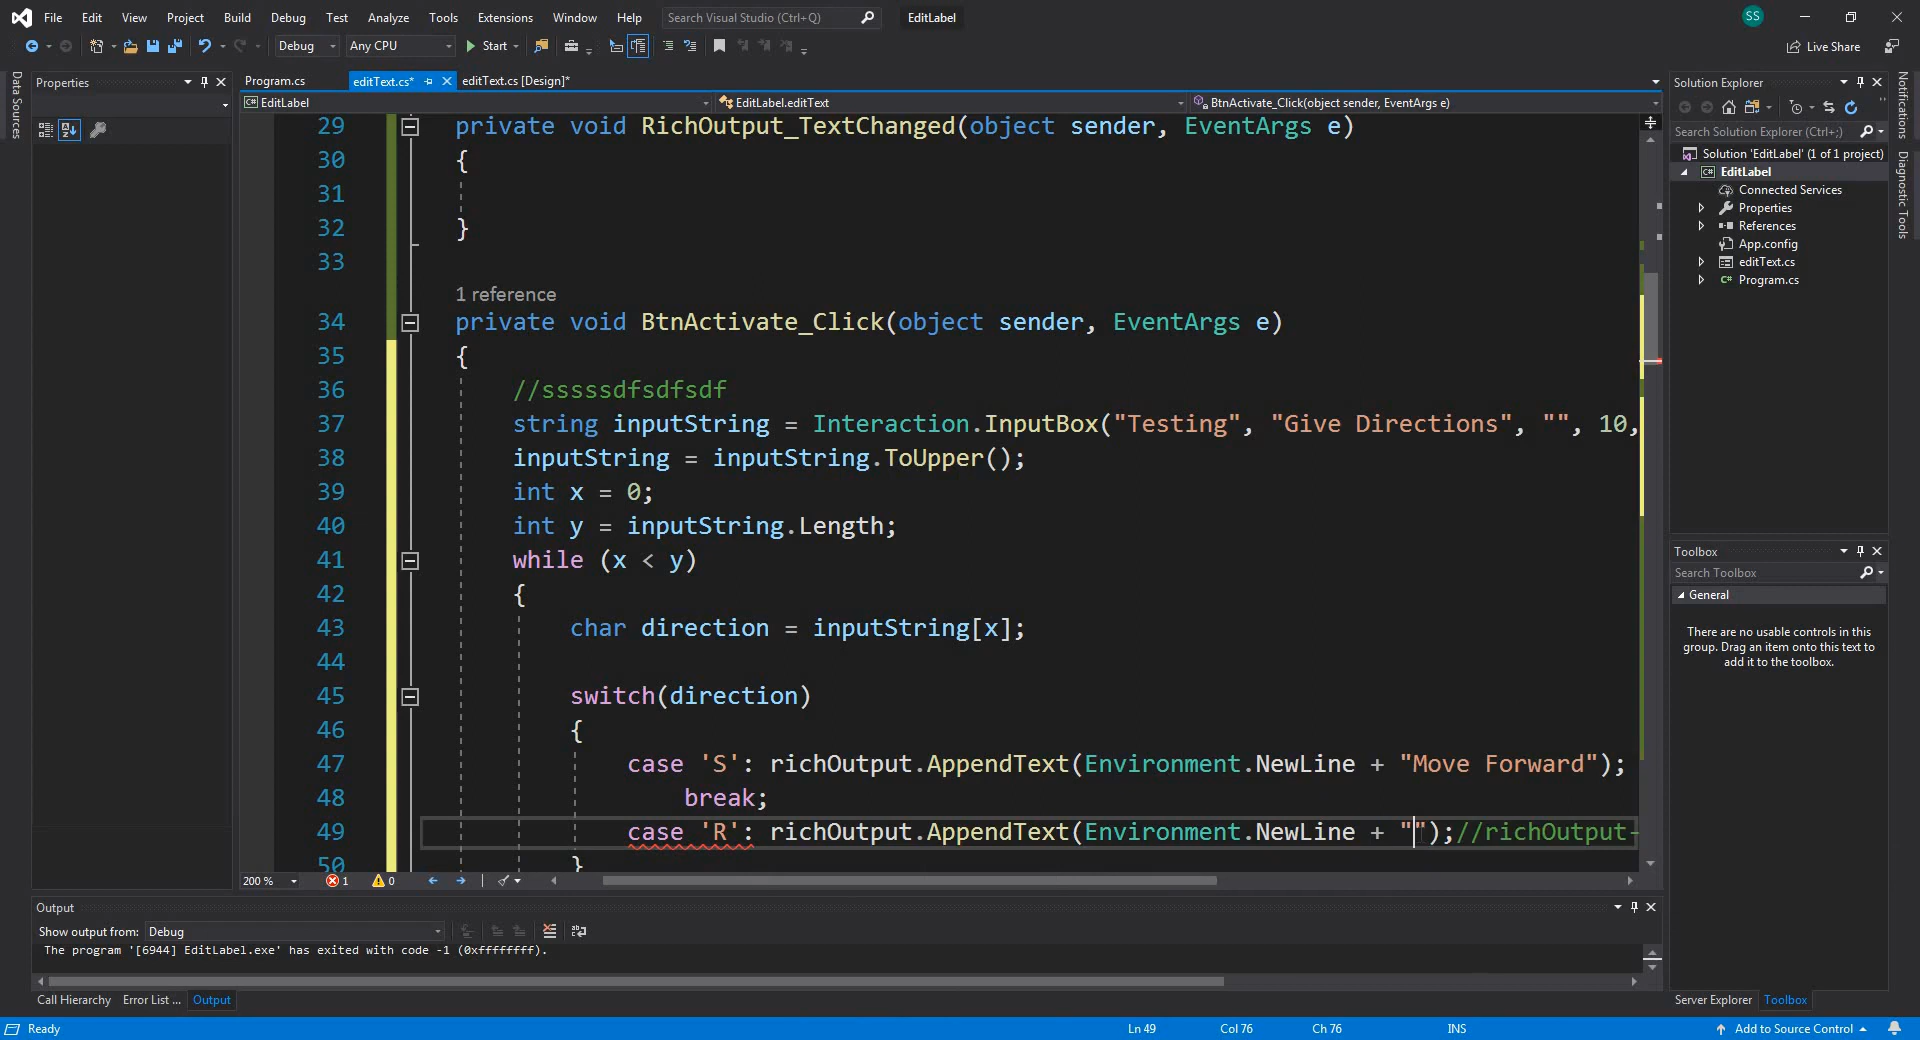 File Edit View Project Build Debug Test Analyze Tools Extensions Window Help Search Visual Studio (Ctrl+Q) EditLabel SS
Debug Any CPU Start Live Share
Data Sources
Properties
Program.cs editText.cs* editText.cs [Design]*
EditLabel EditLabel.editText BtnActivate_Click(object sender, EventArgs e)
29 private void RichOutput_TextChanged(object sender, EventArgs e)
30 {
31
32 }
33
1 reference
34 private void BtnActivate_Click(object sender, EventArgs e)
35 {
36 //sssssdfsdfsdf
37 string inputString = Interaction.InputBox("Testing", "Give Directions", "", 10,
38 inputString = inputString.ToUpper();
39 int x = 0;
40 int y = inputString.Length;
41 while (x < y)
42 {
43 char direction = inputString[x];
44
45 switch(direction)
46 {
47 case 'S': richOutput.AppendText(Environment.NewLine + "Move Forward");
48 break;
49 case 'R': richOutput.AppendText(Environment.NewLine + "");//richOutput
50 }
200 % 1 0
Solution Explorer
Search Solution Explorer (Ctrl+;)
Solution 'EditLabel' (1 of 1 project)
C# EditLabel
Connected Services
Properties
References
App.config
editText.cs
C# Program.cs
Toolbox
Search Toolbox
General
There are no usable controls in this
group. Drag an item onto this text to
add it to the toolbox.
Server Explorer Toolbox
Notifications
Diagnostic Tools
Output
Show output from: Debug
The program '[6944] EditLabel.exe' has exited with code -1 (0xffffffff).
Call Hierarchy Error List ... Output
Ready Ln 49 Col 76 Ch 76 INS Add to Source Control